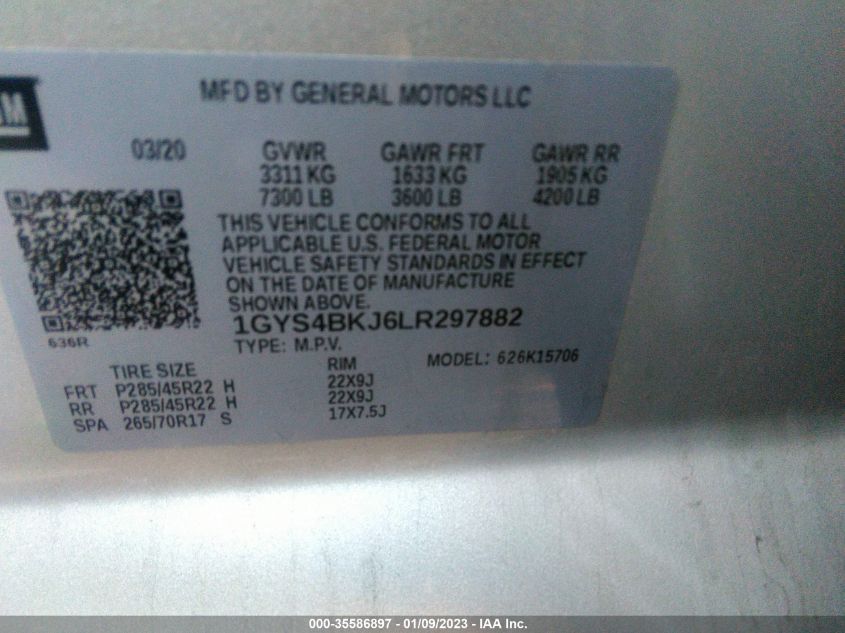 GM
MFD BY GENERAL MOTORS LLC
03/20 GVWR GAWR FRT GAWR RR
3311 KG 1633 KG 1905 KG
7300 LB 3600 LB 4200 LB
THIS VEHICLE CONFORMS TO ALL
APPLICABLE U.S. FEDERAL MOTOR
VEHICLE SAFETY STANDARDS IN EFFECT
ON THE DATE OF MANUFACTURE
SHOWN ABOVE.
1GYS4BKJ6LR297882
636R
TYPE: M.P.V. MODEL: 626K15706
TIRE SIZE RIM
FRT P285/45R22 H 22X9J
RR P285/45R22 H 22X9J
SPA 265/70R17 S 17X7.5J
000-35586897 - 01/09/2023 - IAA Inc.